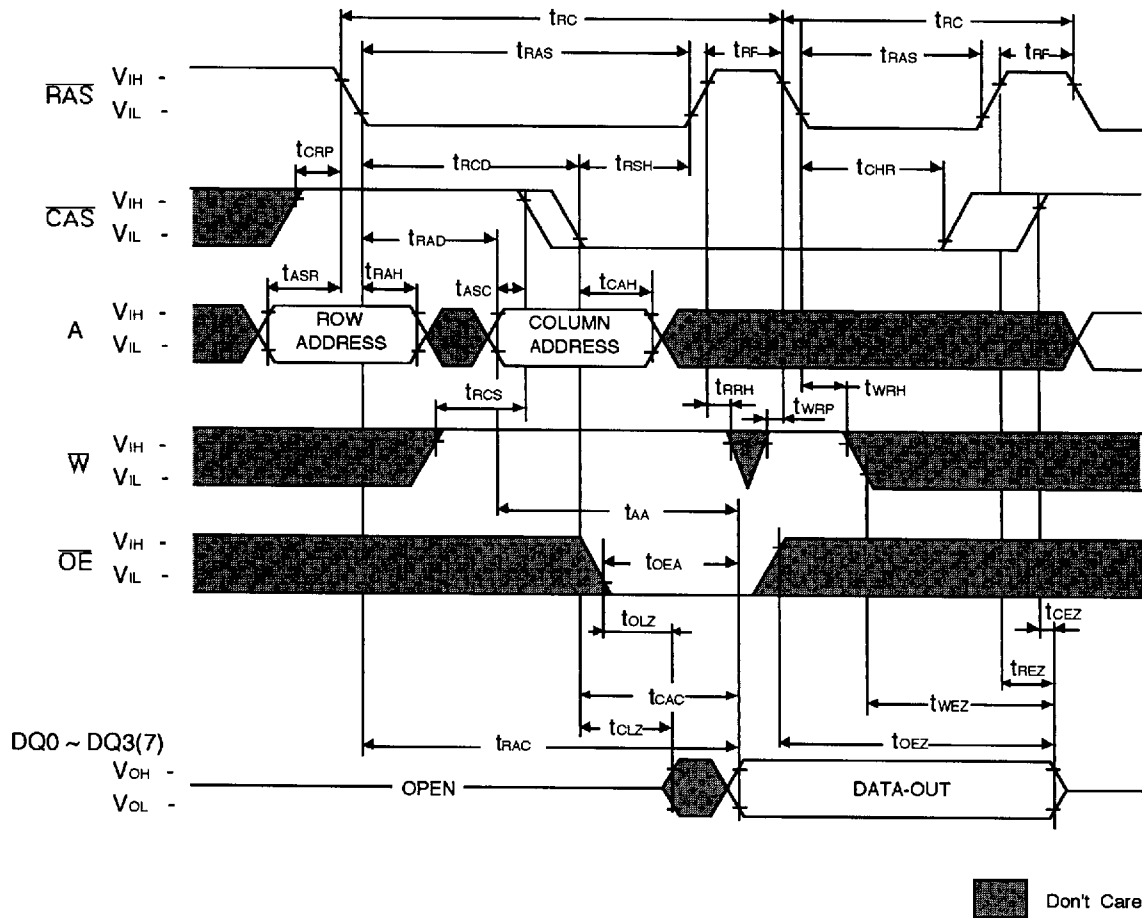 tRC tRC
tRAS tRF tRAS tRF
RAS VIH -
VIL -
tCRP tRCD tRSH tCHR
CAS VIH -
VIL -
tRAD
tASR tRAH tASC tCAH
A VIH -
VIL -
ROW ADDRESS
COLUMN ADDRESS
tRCS tRRH tWRP tWRH
W VIH -
VIL -
tAA
OE VIH -
VIL -
tOEA
tOLZ tCEZ
tCAC tREZ
tCLZ tWEZ
tRAC tOEZ
DQ0 ~ DQ3(7)
VOH -
VOL -
OPEN DATA-OUT
Don't Care